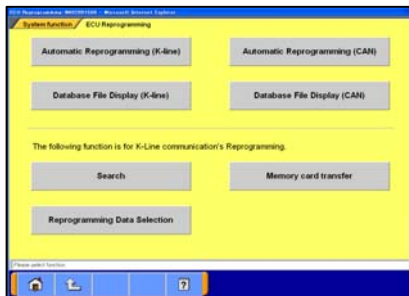 System function ECU Reprogramming
Automatic Reprogramming (K-line) Automatic Reprogramming (CAN)
Database File Display (K-line) Database File Display (CAN)
The following function is for K-Line communication's Reprogramming.
Search Memory card transfer
Reprogramming Data Selection
Please select function
?